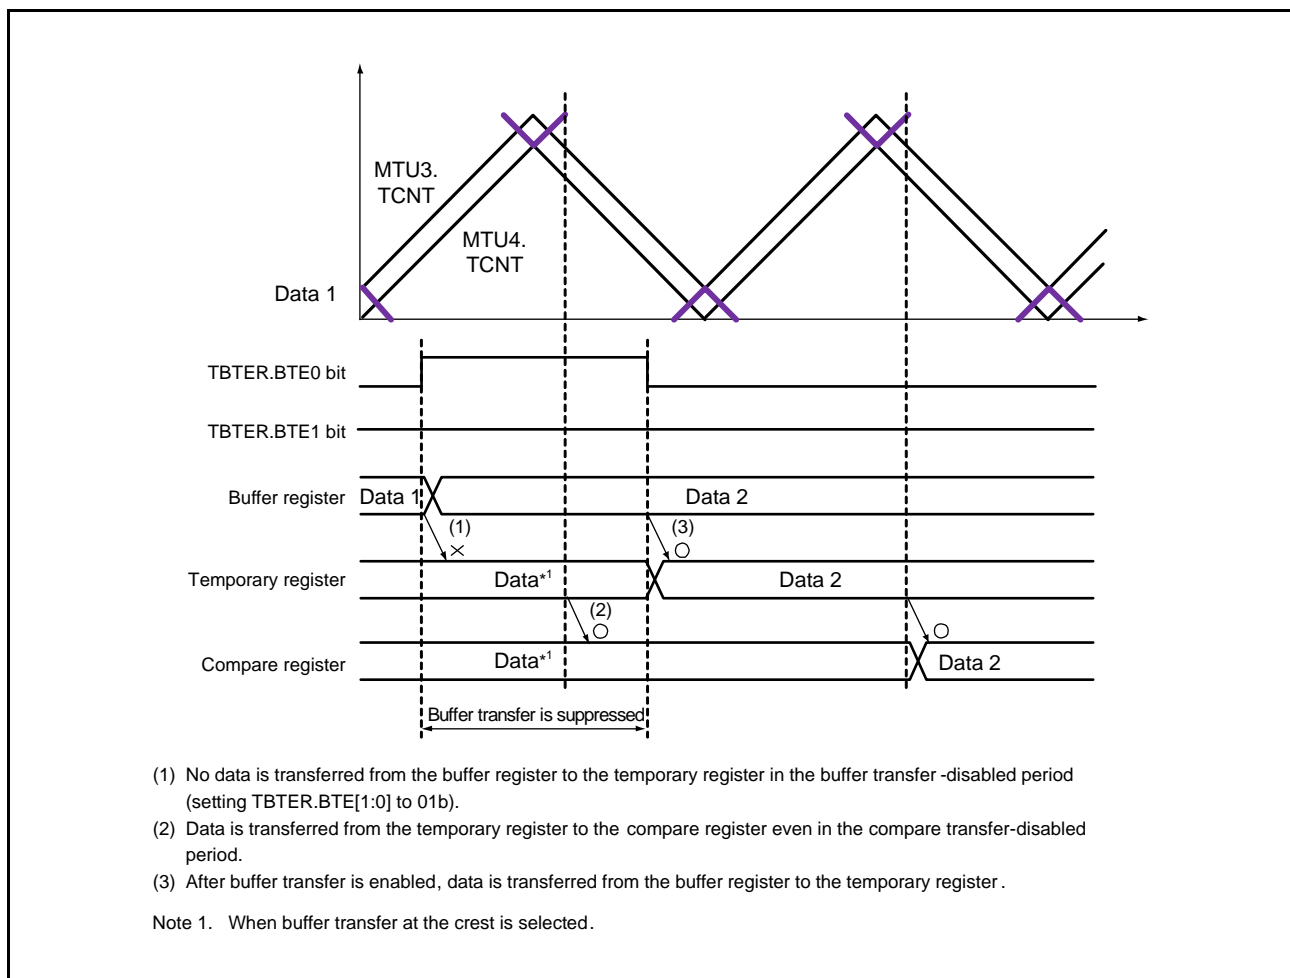 MTU3.
TCNT
MTU4.
TCNT
Data 1
TBTER.BTE0 bit
TBTER.BTE1 bit
Buffer register
Data 1
Data 2
(1)
(3)
Temporary register
Data*1
Data 2
(2)
Compare register
Data*1
Data 2
Buffer transfer is suppressed
(1) No data is transferred from the buffer register to the temporary register in the buffer transfer -disabled period
(setting TBTER.BTE[1:0] to 01b).
(2) Data is transferred from the temporary register to the compare register even in the compare transfer-disabled
period.
(3) After buffer transfer is enabled, data is transferred from the buffer register to the temporary register.
Note 1. When buffer transfer at the crest is selected.